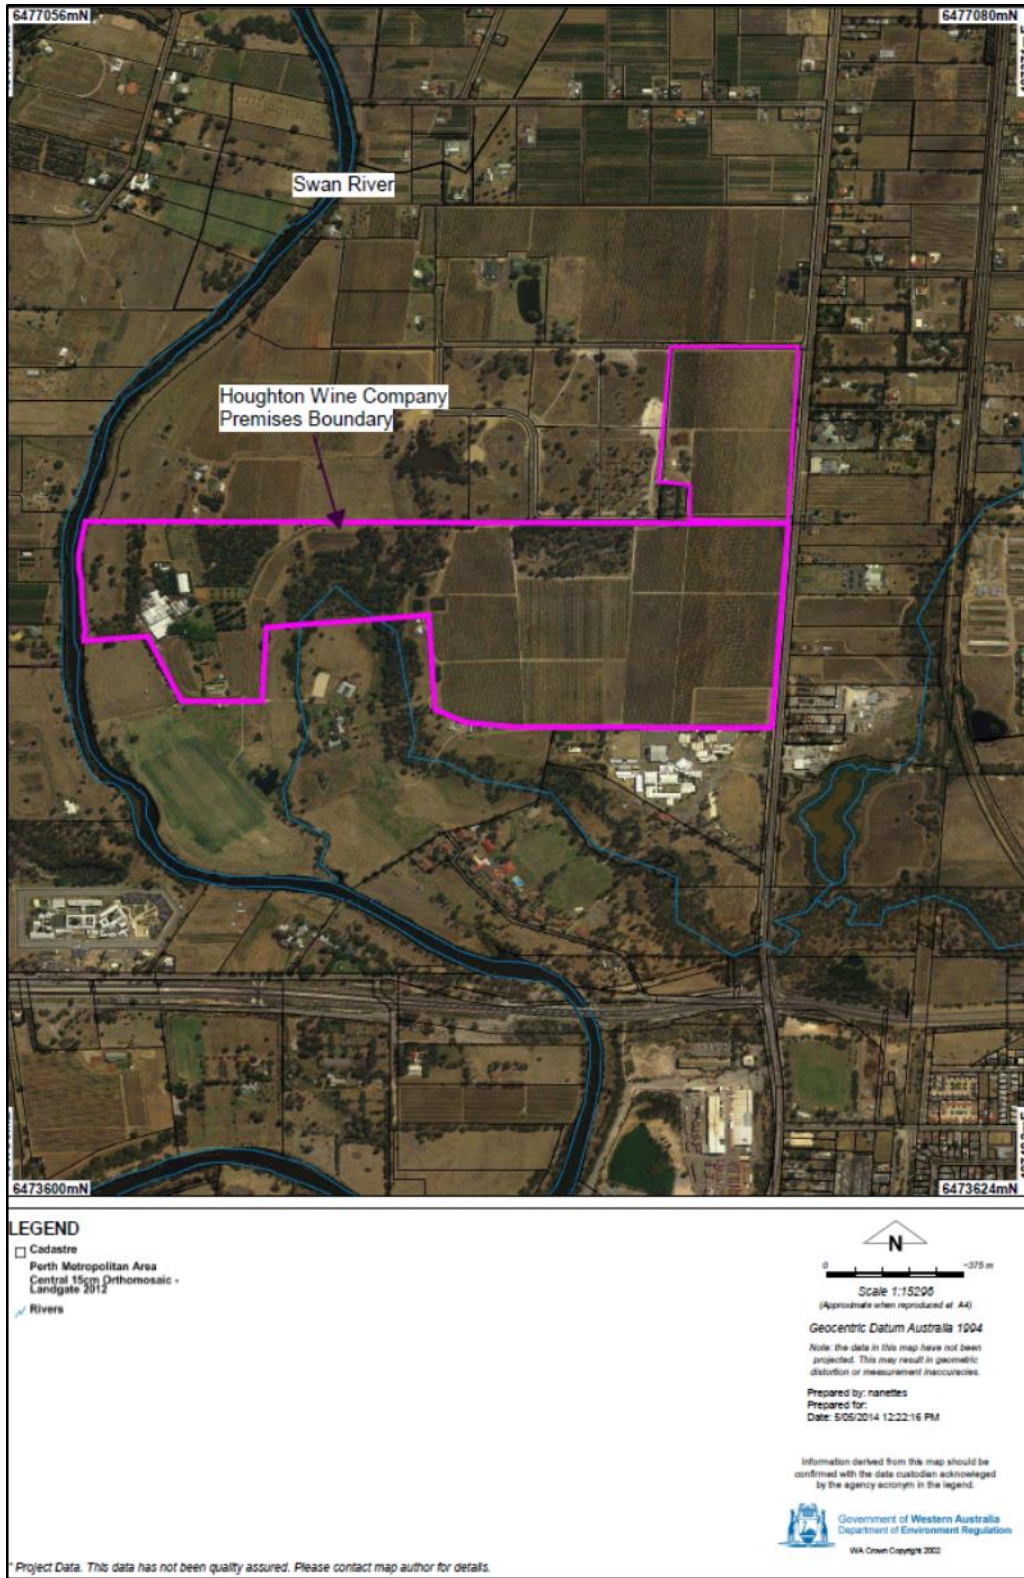 6477056mN
6477080mN
Swan River
Houghton Wine Company
Premises Boundary
6473600mN
6473624mN
LEGEND
Cadastre
Perth Metropolitan Area
Central 15cm Orthomosaic -
Landgate 2012
Rivers
N
0
~375 m
Scale 1:15296
(Approximate when reproduced at A4)
Geocentric Datum Australia 1994
Note: the data in this map have not been
projected. This may result in geometric
distortion or measurement inaccuracies.
Prepared by: nanettes
Prepared for:
Date: 5/05/2014 12:22:16 PM
Information derived from this map should be
confirmed with the data custodian acknowleged
by the agency acronym in the legend.
Government of Western Australia
Department of Environment Regulation
WA Crown Copyright 2002
* Project Data. This data has not been quality assured. Please contact map author for details.